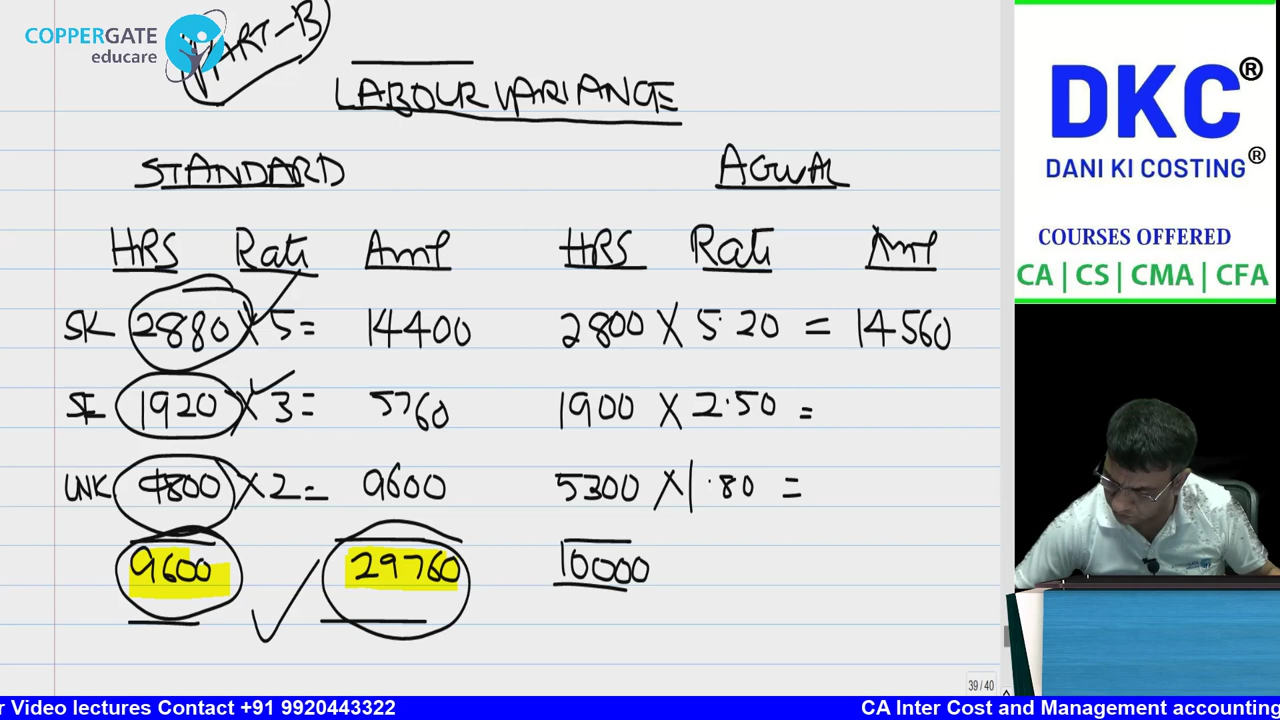 COPPERGATE
educare
PART-B
LABOUR VARIANCE
STANDARD ACTUAL
HRS Rate Amt HRS Rate Amt
SK 2880 X 5 = 14400 2800 X 5.20 = 14560
SE 1920 X 3 = 5760 1900 X 2.50 =
UNK 4800 X 2 = 9600 5300 X 1.80 =
9600 29760 10000
39 / 40
DKC®
DANI KI COSTING®
COURSES OFFERED
CA | CS | CMA | CFA
r Video lectures Contact +91 9920443322 CA Inter Cost and Management accounting